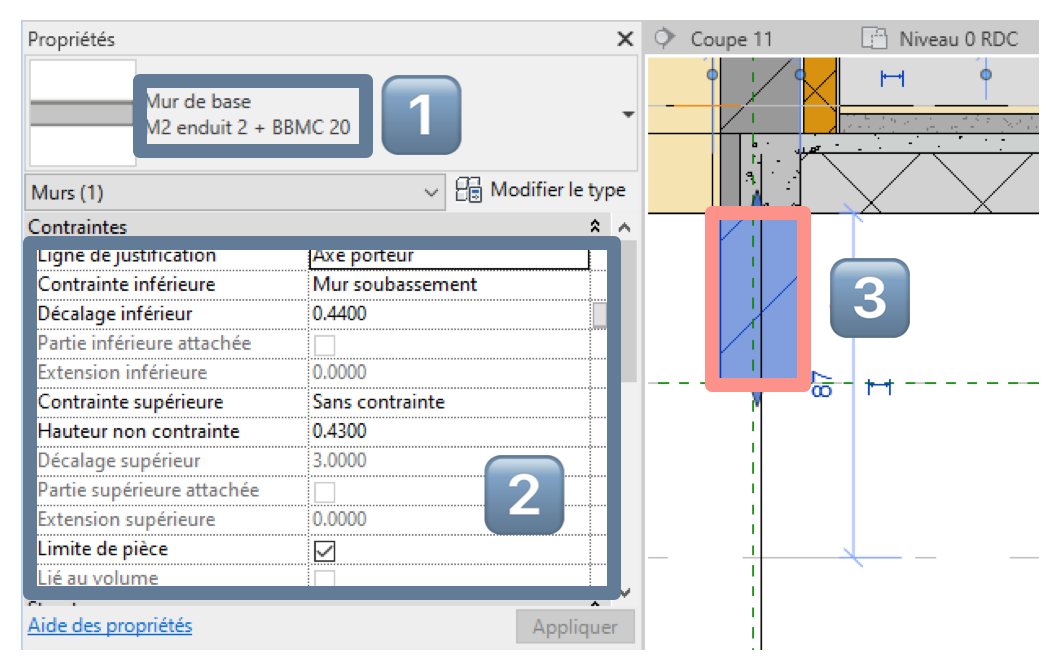 Propriétés
Coupe 11
Niveau 0 RDC
Mur de base
M2 enduit 2 + BBMC 20
1
Murs (1)
Modifier le type
Contraintes
Ligne de justification Axe porteur
Contrainte inférieure Mur soubassement
Décalage inférieur 0.4400
Partie inférieure attachée
Extension inférieure 0.0000
Contrainte supérieure Sans contrainte
Hauteur non contrainte 0.4300
Décalage supérieur 3.0000
Partie supérieure attachée
Extension supérieure 0.0000
Limite de pièce
Lié au volume
2
Aide des propriétés
Appliquer
3
87